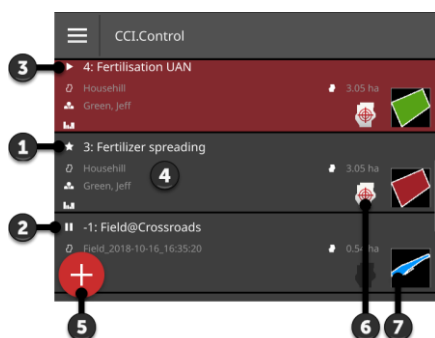 CCI.Control
3
4: Fertilisation UAN
Househill
3.05 ha
Green, Jeff
1
3: Fertilizer spreading
Househill
3.05 ha
4
Green, Jeff
2
-1: Field@Crossroads
Field_2018-10-16_16:35:20
0.54 ha
5
6
7